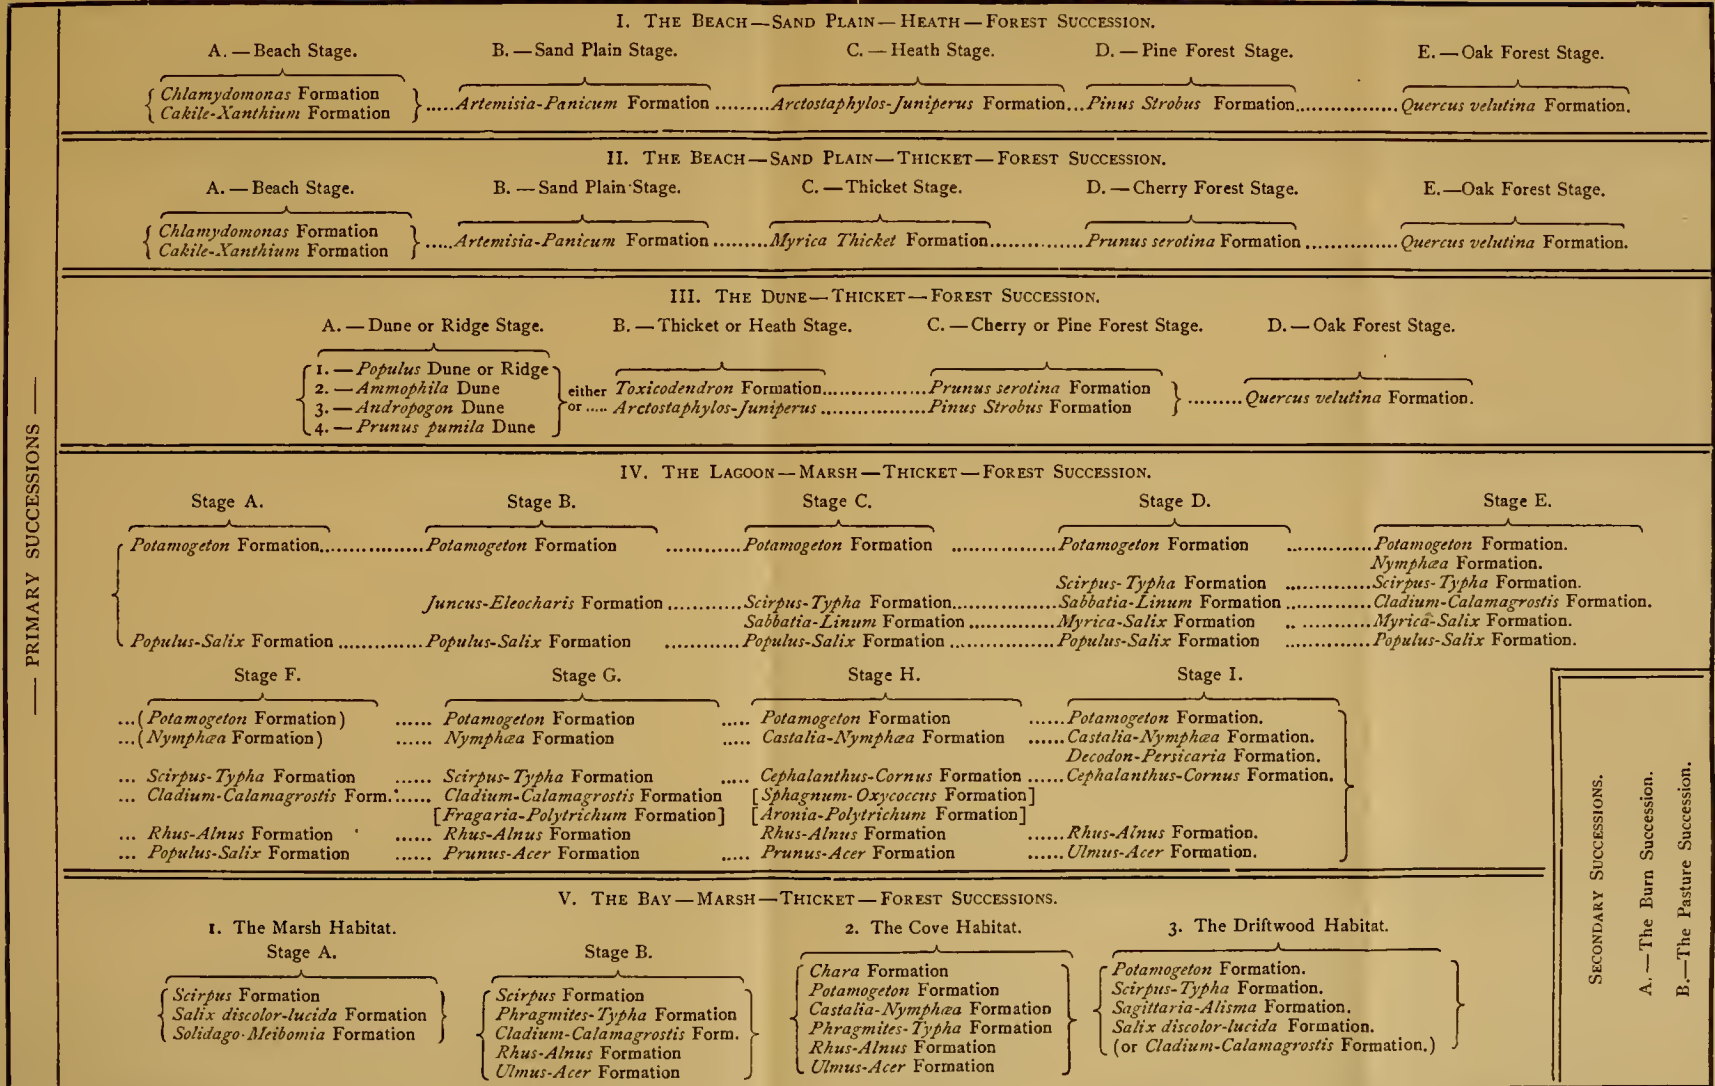 — PRIMARY SUCCESSIONS —
I. THE BEACH—SAND PLAIN—HEATH—FOREST SUCCESSION.
A. — Beach Stage. B. — Sand Plain Stage. C. — Heath Stage. D. — Pine Forest Stage. E. — Oak Forest Stage.
Chlamydomonas Formation
Cakile-Xanthium Formation
.....Artemisia-Panicum Formation .........Arctostaphylos-Juniperus Formation...Pinus Strobus Formation................Quercus velutina Formation.
II. THE BEACH—SAND PLAIN—THICKET—FOREST SUCCESSION.
A. — Beach Stage. B. — Sand Plain Stage. C. — Thicket Stage. D. — Cherry Forest Stage. E.—Oak Forest Stage.
Chlamydomonas Formation
Cakile-Xanthium Formation
.....Artemisia-Panicum Formation .........Myrica Thicket Formation...............Prunus serotina Formation ..............Quercus velutina Formation.
III. THE DUNE—THICKET—FOREST SUCCESSION.
A. — Dune or Ridge Stage. B. — Thicket or Heath Stage. C. — Cherry or Pine Forest Stage. D. — Oak Forest Stage.
1. — Populus Dune or Ridge
2. — Ammophila Dune
3. — Andropogon Dune
4. — Prunus pumila Dune
either Toxicodendron Formation...............Prunus serotina Formation
or ..... Arctostaphylos-Juniperus ...............Pinus Strobus Formation
.........Quercus velutina Formation.
IV. THE LAGOON—MARSH—THICKET—FOREST SUCCESSION.
Stage A. Stage B. Stage C. Stage D. Stage E.
Potamogeton Formation...............Potamogeton Formation ...........Potamogeton Formation ...............Potamogeton Formation ............Potamogeton Formation.
Nymphæa Formation.
Scirpus-Typha Formation ............Scirpus-Typha Formation.
Juncus-Eleocharis Formation ...........Scirpus-Typha Formation...............Sabbatia-Linum Formation ............Cladium-Calamagrostis Formation.
Sabbatia-Linum Formation ............Myrica-Salix Formation .. ..........Myrica-Salix Formation.
Populus-Salix Formation .............Populus-Salix Formation ...........Populus-Salix Formation ...............Populus-Salix Formation ............Populus-Salix Formation.
Stage F. Stage G. Stage H. Stage I.
...(Potamogeton Formation) ...... Potamogeton Formation ..... Potamogeton Formation ......Potamogeton Formation.
...(Nymphæa Formation) ...... Nymphæa Formation ..... Castalia-Nymphæa Formation ......Castalia-Nymphæa Formation.
Decodon-Persicaria Formation.
... Scirpus-Typha Formation ...... Scirpus-Typha Formation ..... Cephalanthus-Cornus Formation ......Cephalanthus-Cornus Formation.
... Cladium-Calamagrostis Form. ...... Cladium-Calamagrostis Formation [Sphagnum-Oxycoccus Formation]
[Fragaria-Polytrichum Formation] [Aronia-Polytrichum Formation]
... Rhus-Alnus Formation ...... Rhus-Alnus Formation Rhus-Alnus Formation ......Rhus-Alnus Formation.
... Populus-Salix Formation ...... Prunus-Acer Formation ..... Prunus-Acer Formation ......Ulmus-Acer Formation.
V. THE BAY—MARSH—THICKET—FOREST SUCCESSIONS.
1. The Marsh Habitat. 2. The Cove Habitat. 3. The Driftwood Habitat.
Stage A. Stage B.
Scirpus Formation
Salix discolor-lucida Formation
Solidago-Meibomia Formation
Scirpus Formation
Phragmites-Typha Formation
Cladium-Calamagrostis Form.
Rhus-Alnus Formation
Ulmus-Acer Formation
Chara Formation
Potamogeton Formation
Castalia-Nymphæa Formation
Phragmites-Typha Formation
Rhus-Alnus Formation
Ulmus-Acer Formation
Potamogeton Formation.
Scirpus-Typha Formation.
Sagittaria-Alisma Formation.
Salix discolor-lucida Formation.
(or Cladium-Calamagrostis Formation.)
SECONDARY SUCCESSIONS.
A.—The Burn Succession.
B.—The Pasture Succession.